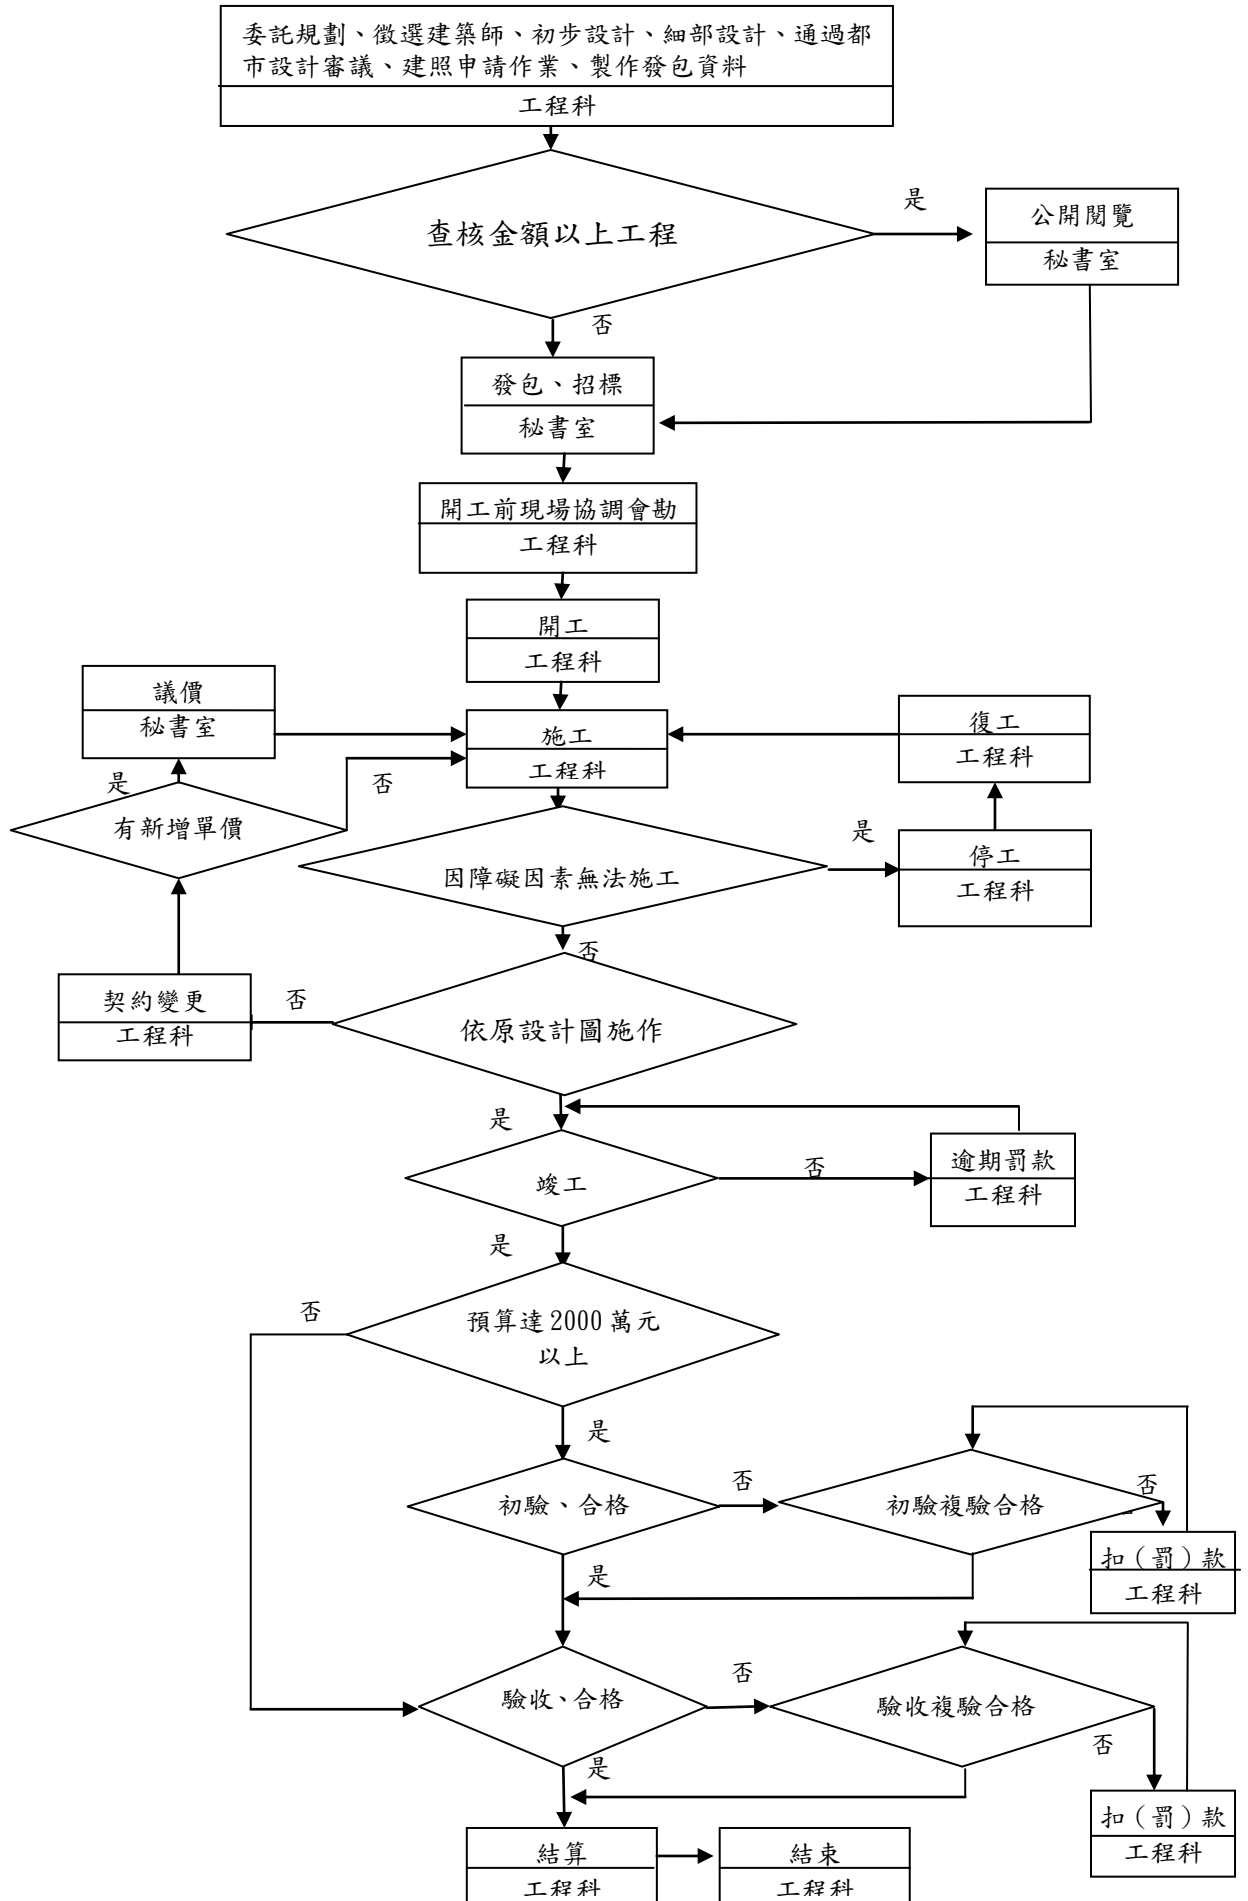 委託規劃、徵選建築師、初步設計、細部設計、通過都
市設計審議、建照申請作業、製作發包資料
工程科
查核金額以上工程
是
公開閱覽
秘書室
否
發包、招標
秘書室
開工前現場協調會勘
工程科
開工
工程科
議價
秘書室
施工
工程科
復工
工程科
是
否
有新增單價
因障礙因素無法施工
是
停工
工程科
否
契約變更
工程科
否
依原設計圖施作
是
竣工
否
逾期罰款
工程科
是
否
預算達2000萬元
以上
是
初驗、合格
否
初驗複驗合格
否
扣（罰）款
工程科
是
驗收、合格
否
驗收複驗合格
否
是
扣（罰）款
工程科
結算
工程科
結束
工程科